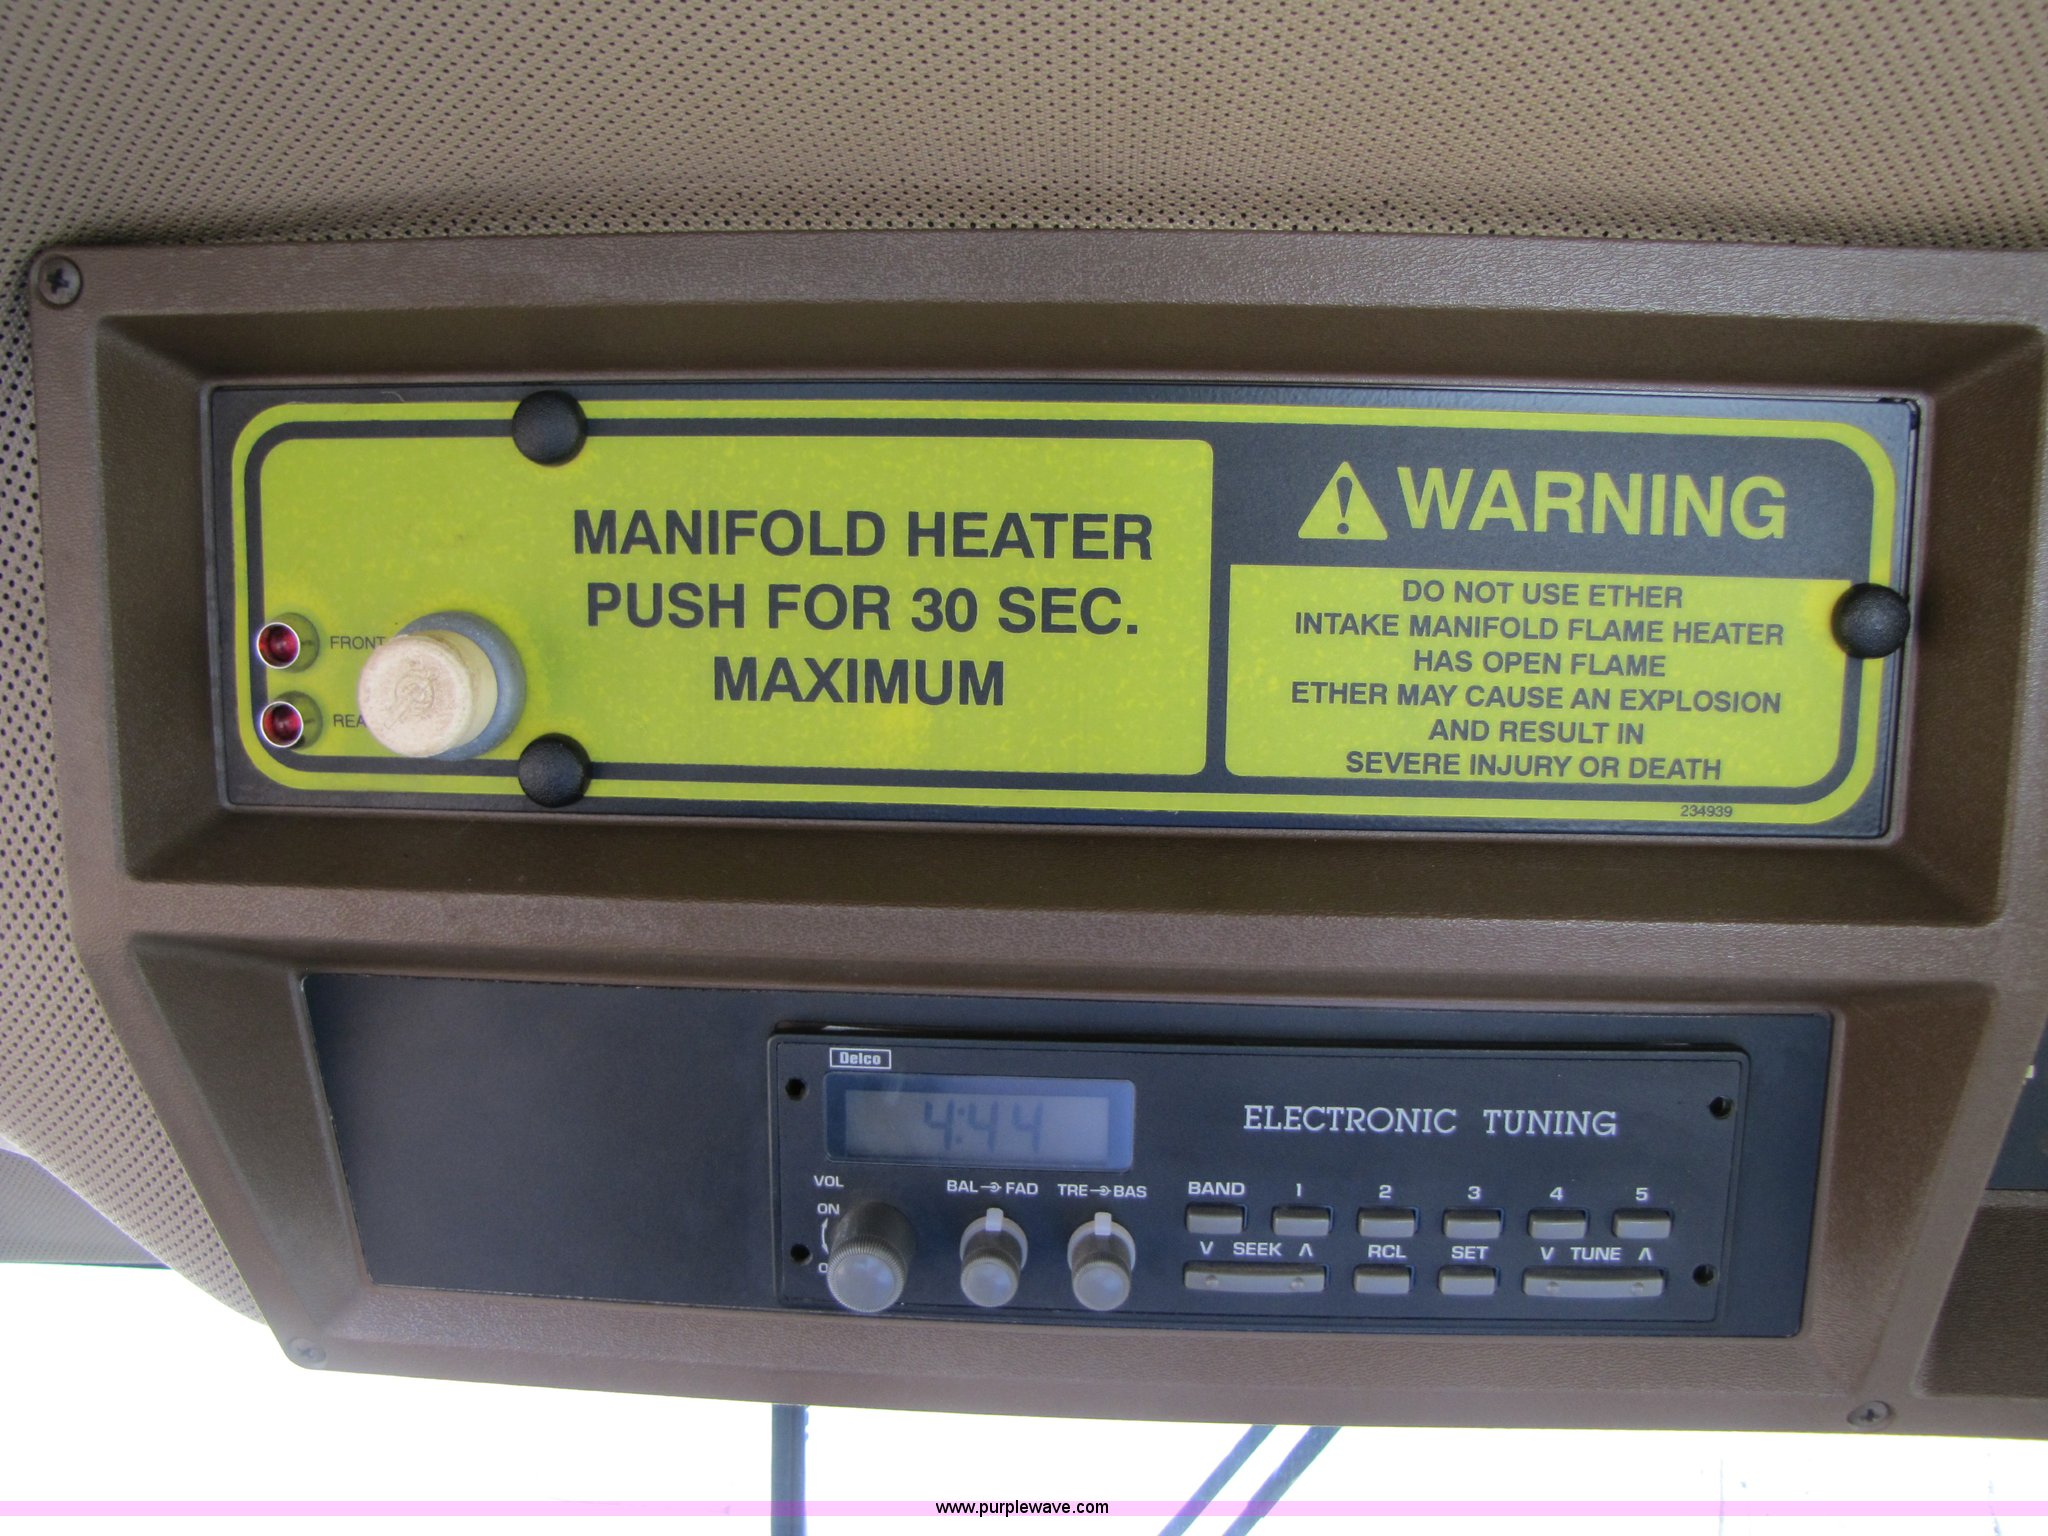 MANIFOLD HEATER
PUSH FOR 30 SEC.
MAXIMUM
FRONT
WARNING
DO NOT USE ETHER
INTAKE MANIFOLD FLAME HEATER
HAS OPEN FLAME
ETHER MAY CAUSE AN EXPLOSION
AND RESULT IN
SEVERE INJURY OR DEATH
234939
Delco
4:44
ELECTRONIC TUNING
VOL
ON
BAL FAD TRE BAS
BAND 1 2 3 4 5
V SEEK Λ RCL SET V TUNE Λ
www.purplewave.com